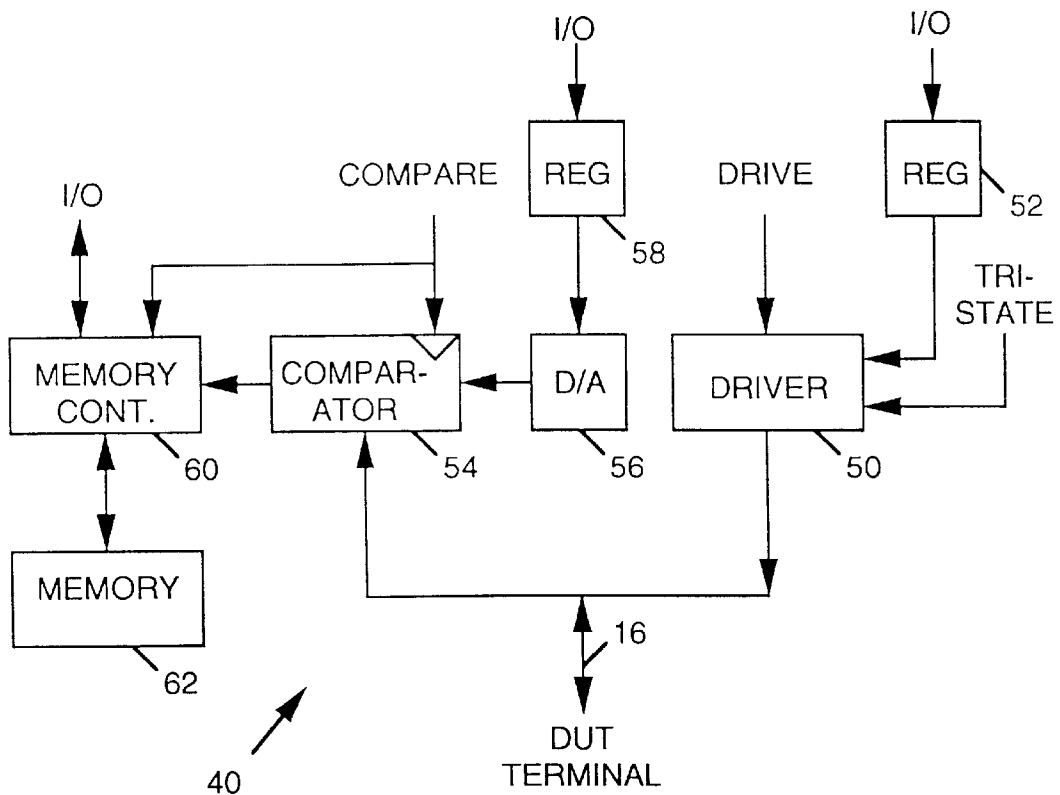 I/O
I/O
COMPARE
REG
DRIVE
REG
52
I/O
58
TRI-
STATE
MEMORY
CONT.
COMPAR-
ATOR
D/A
DRIVER
60
54
56
50
MEMORY
16
62
DUT
TERMINAL
40